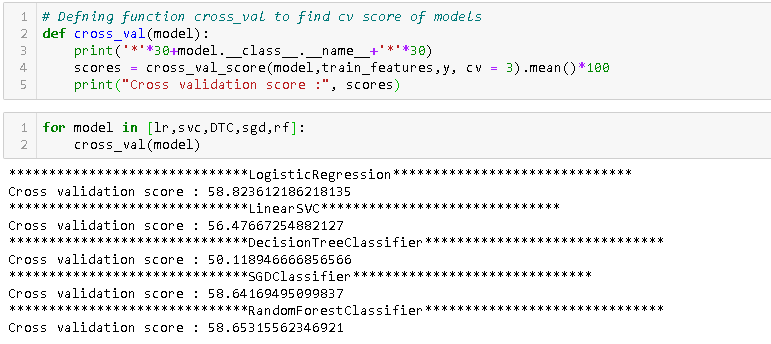 1 # Defning function cross_val to find cv score of models
2 def cross_val(model):
3     print('*'*30+model.__class__.__name__+'*'*30)
4     scores = cross_val_score(model,train_features,y, cv = 3).mean()*100
5     print("Cross validation score :", scores)
1 for model in [lr,svc,DTC,sgd,rf]:
2     cross_val(model)
******************************LogisticRegression******************************
Cross validation score : 58.823612186218135
******************************LinearSVC******************************
Cross validation score : 56.47667254882127
******************************DecisionTreeClassifier******************************
Cross validation score : 50.118946666856566
******************************SGDClassifier******************************
Cross validation score : 58.64169495099837
******************************RandomForestClassifier******************************
Cross validation score : 58.65315562346921